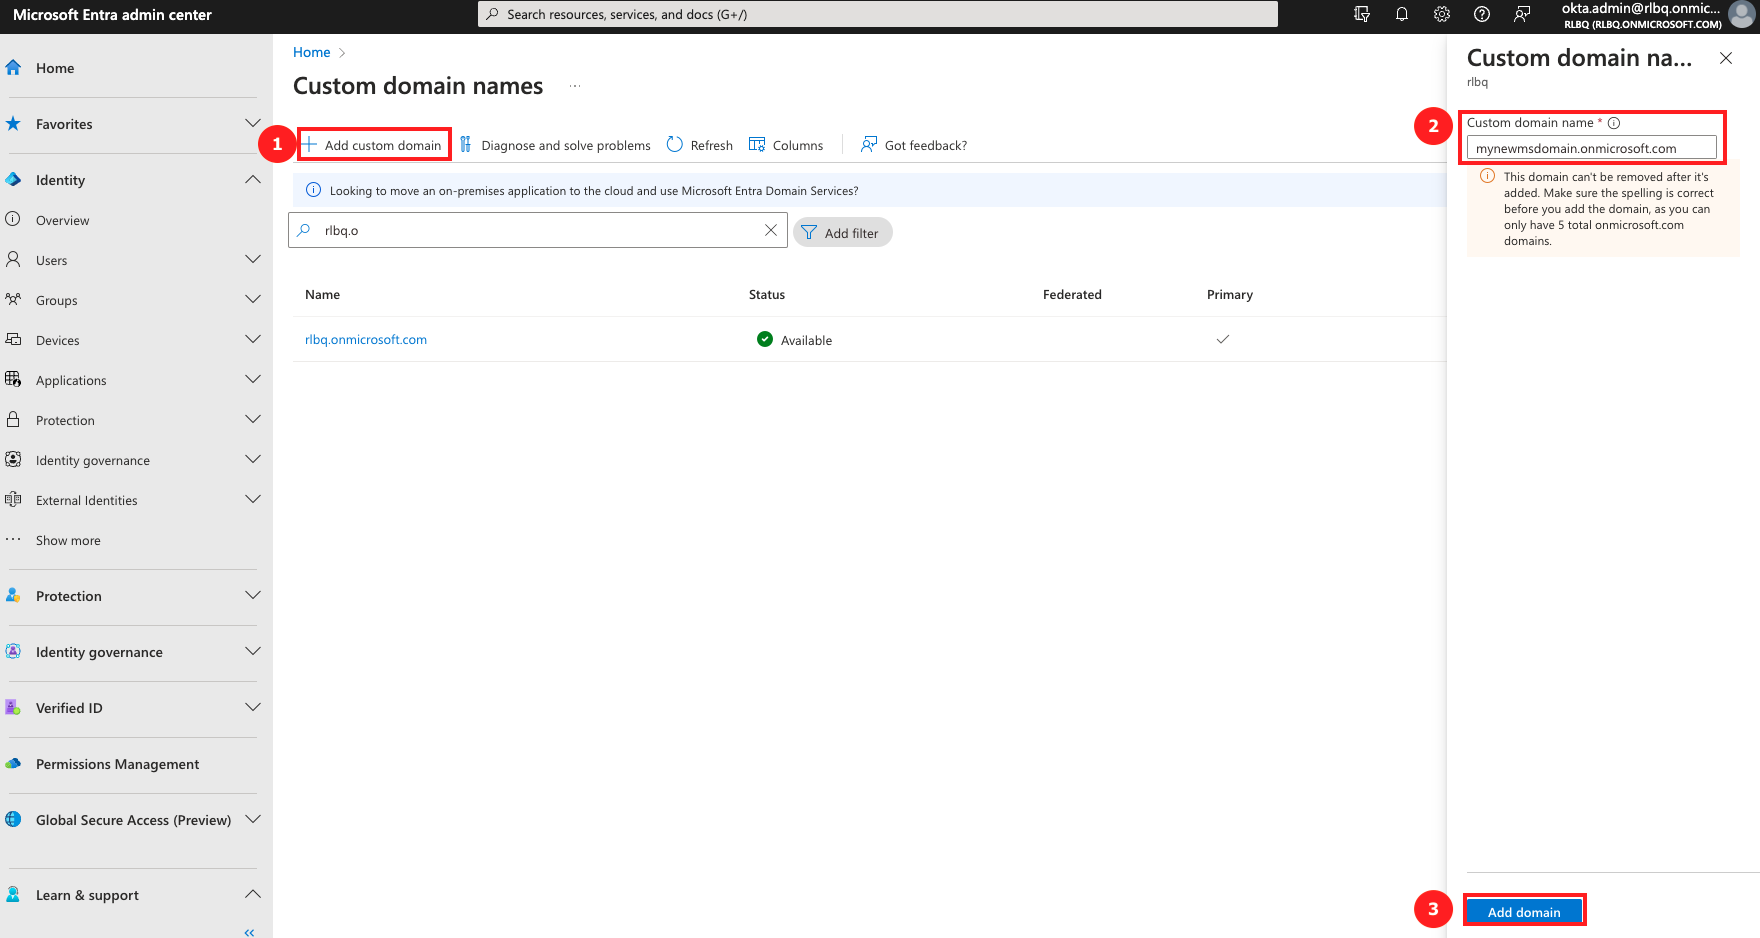 Microsoft Entra admin center
Search resources, services, and docs (G+/)
okta.admin@rlbq.onmic...
RLBQ (RLBQ.ONMICROSOFT.COM)
Home
Favorites
Identity
Overview
Users
Groups
Devices
Applications
Protection
Identity governance
External Identities
Show more
Protection
Identity governance
Verified ID
Permissions Management
Global Secure Access (Preview)
Learn & support
Home
Custom domain names
1
Add custom domain
Diagnose and solve problems
Refresh
Columns
Got feedback?
Looking to move an on-premises application to the cloud and use Microsoft Entra Domain Services?
rlbq.o
Add filter
Name Status Federated Primary
rlbq.onmicrosoft.com Available
Custom domain na...
rlbq
2
Custom domain name *
mynewmsdomain.onmicrosoft.com
This domain can't be removed after it's
added. Make sure the spelling is correct
before you add the domain, as you can
only have 5 total onmicrosoft.com
domains.
3
Add domain